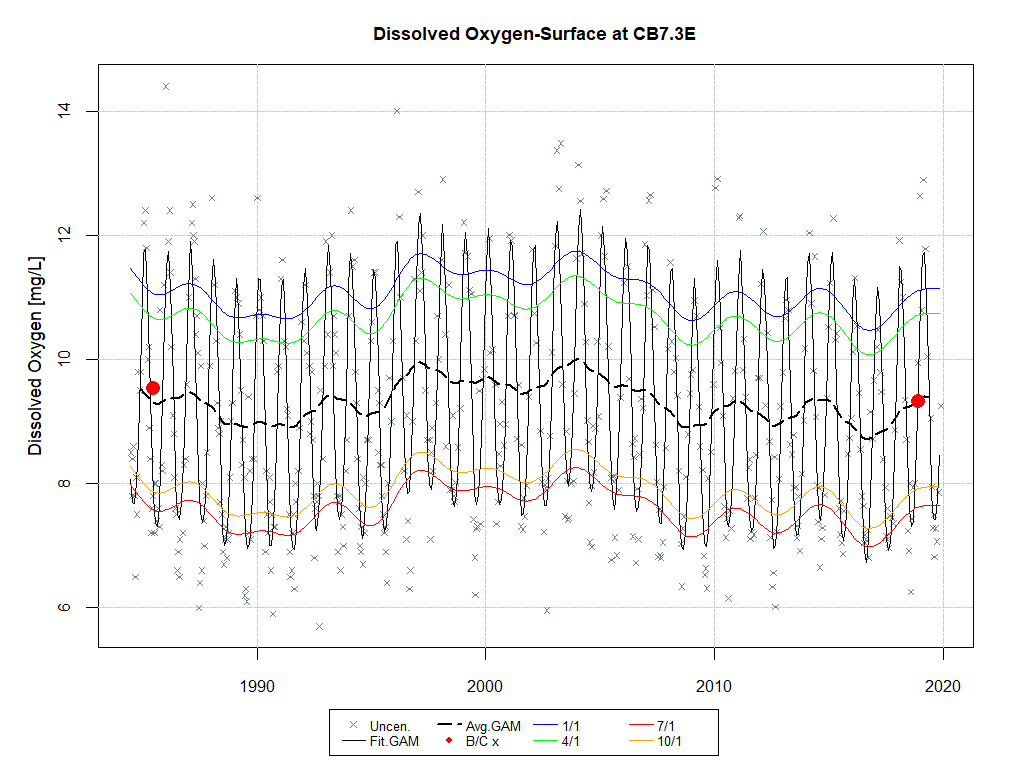 Dissolved Oxygen-Surface at CB7.3E
Dissolved Oxygen [mg/L]
14
12
10
8
6
1990 2000 2010 2020
Uncen. Avg.GAM 1/1 7/1
Fit.GAM B/C x 4/1 10/1